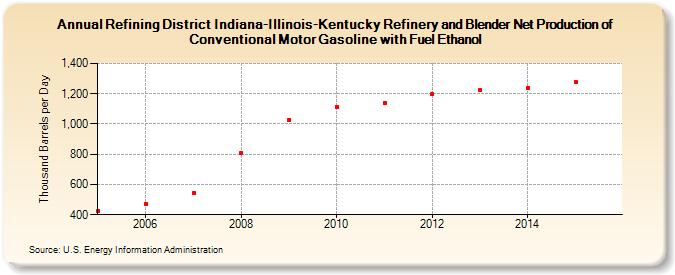 Annual Refining District Indiana-Illinois-Kentucky Refinery and Blender Net Production of
Conventional Motor Gasoline with Fuel Ethanol
Thousand Barrels per Day
1,400
1,200
1,000
800
600
400
2006 2008 2010 2012 2014
Source: U.S. Energy Information Administration